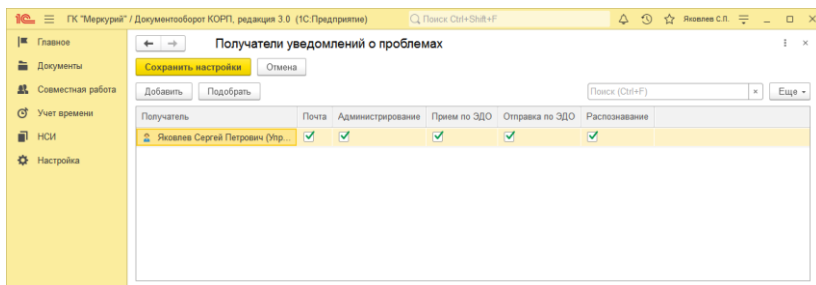 1С ГК "Меркурий" / Документооборот КОРП, редакция 3.0 (1С:Предприятие) Поиск Ctrl+Shift+F Яковлев С.П.
Главное
Документы
Совместная работа
Учет времени
НСИ
Настройка
Получатели уведомлений о проблемах
Сохранить настройки Отмена
Добавить Подобрать Поиск (Ctrl+F) × Еще
Получатель Почта Администрирование Прием по ЭДО Отправка по ЭДО Распознавание
Яковлев Сергей Петрович (Упр...